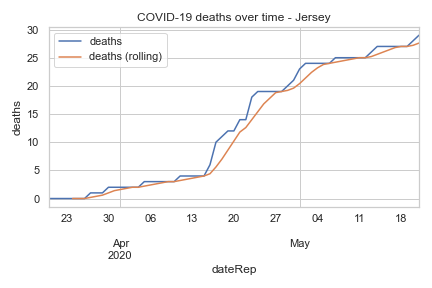 COVID-19 deaths over time - Jersey
deaths
deaths (rolling)
30
25
20
15
10
5
0
deaths
23 30 06 13 20 27 04 11 18
Apr May
2020
dateRep